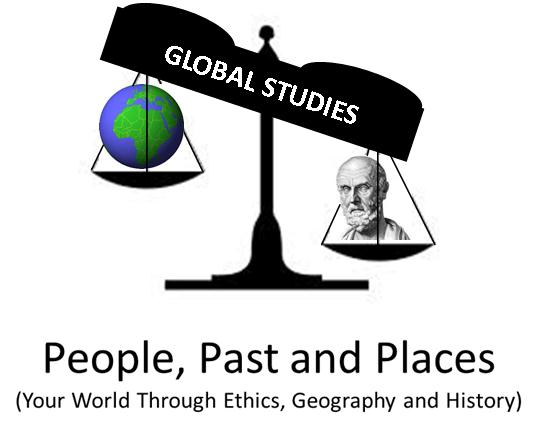 GLOBAL STUDIES
People, Past and Places
(Your World Through Ethics, Geography and History)